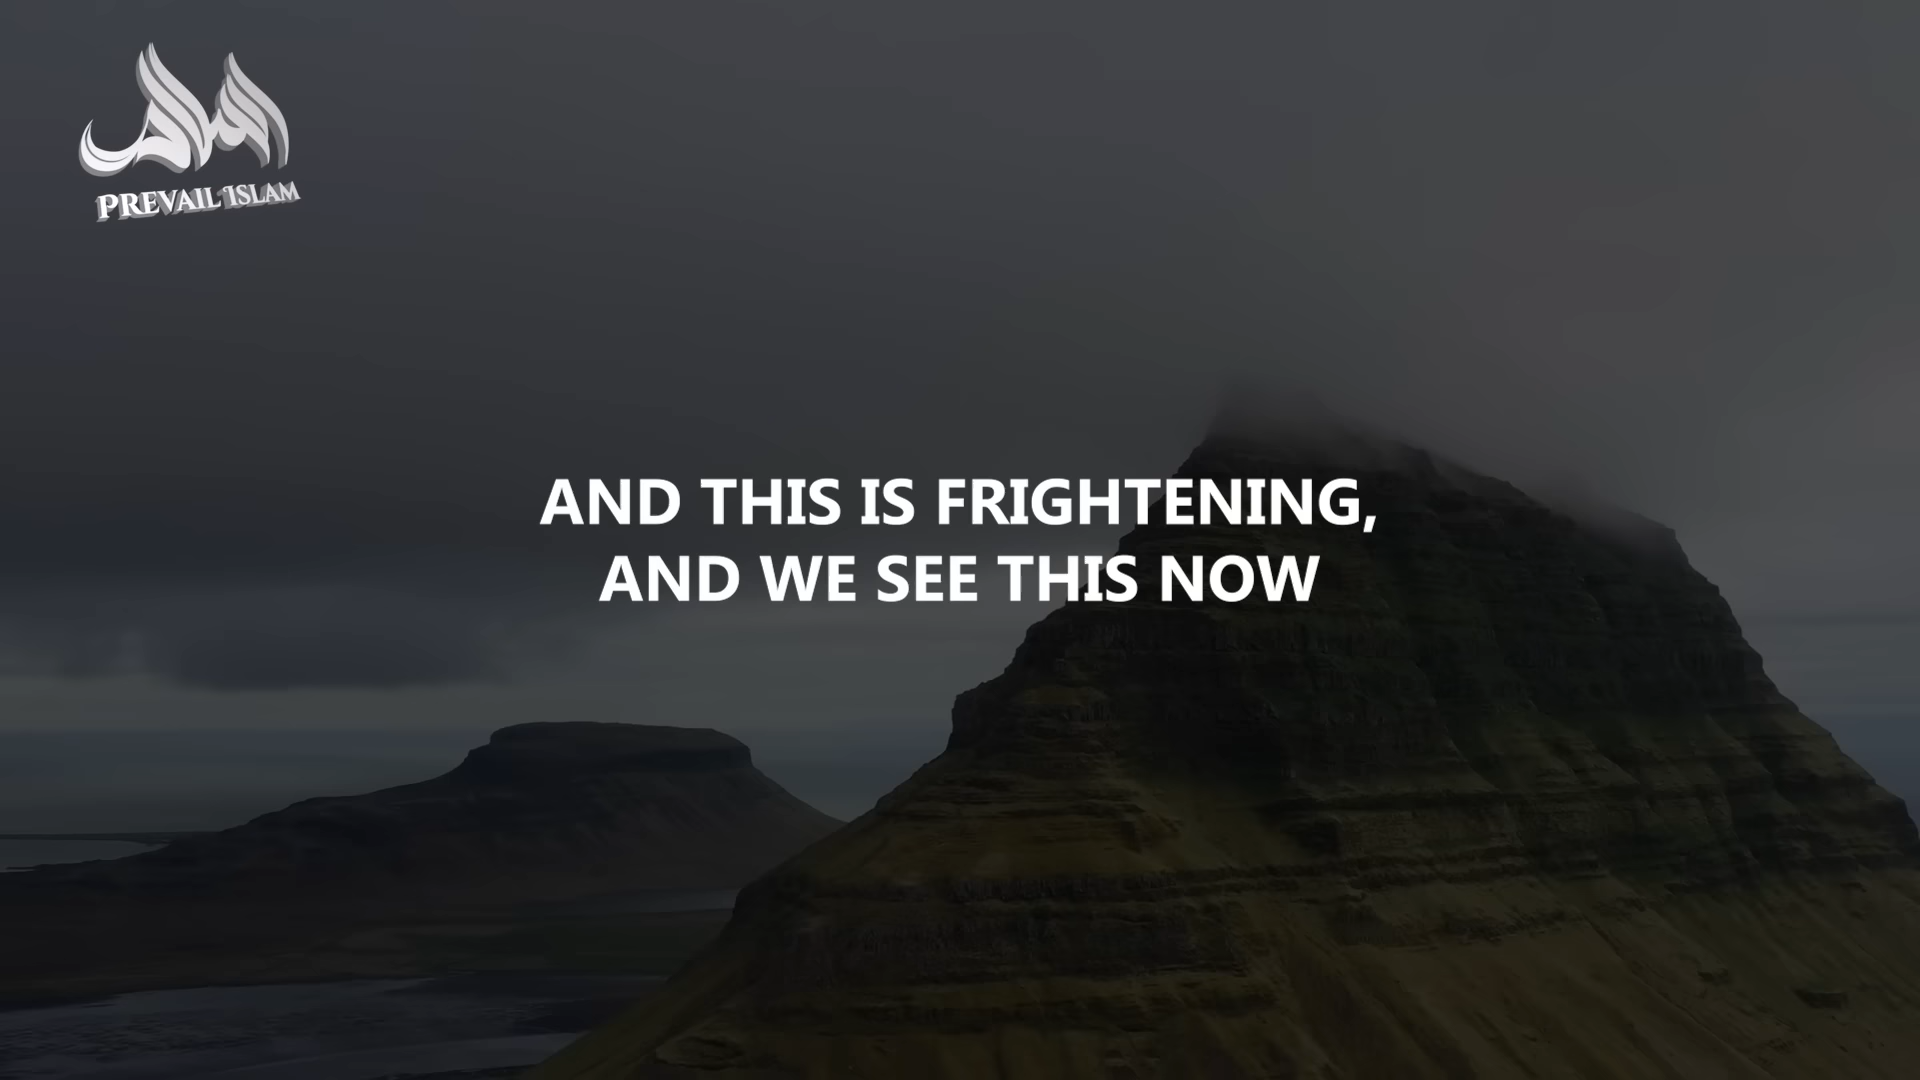 PREVAIL ISLAM
AND THIS IS FRIGHTENING,
AND WE SEE THIS NOW